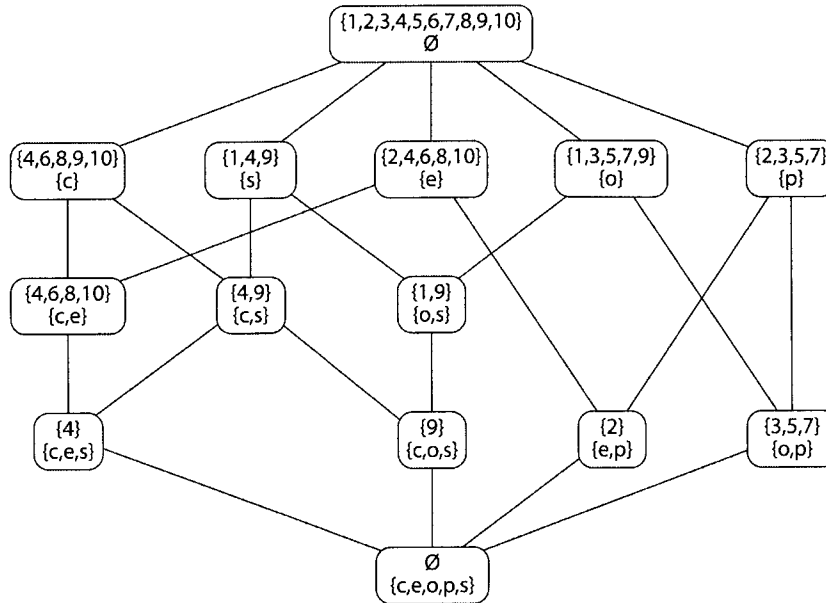 {1,2,3,4,5,6,7,8,9,10}
Ø
{4,6,8,9,10}
{c}
{1,4,9}
{s}
{2,4,6,8,10}
{e}
{1,3,5,7,9}
{o}
{2,3,5,7}
{p}
{4,6,8,10}
{c,e}
{4,9}
{c,s}
{1,9}
{o,s}
{4}
{c,e,s}
{9}
{c,o,s}
{2}
{e,p}
{3,5,7}
{o,p}
Ø
{c,e,o,p,s}